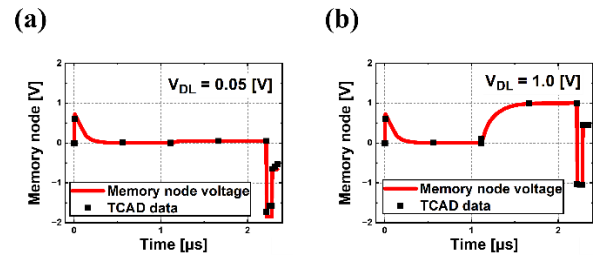 (a)
(b)
2
1
0
−1
−2
Memory node [V]
V_DL = 0.05 [V]
Memory node voltage
TCAD data
0
1
2
Time [μs]
2
1
0
−1
−2
Memory node [V]
V_DL = 1.0 [V]
Memory node voltage
TCAD data
0
1
2
Time [μs]